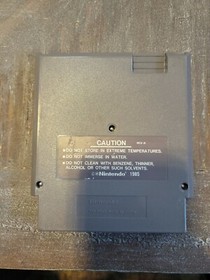 CAUTION
●DO NOT STORE IN EXTREME TEMPERATURES.
●DO NOT IMMERSE IN WATER.
●DO NOT CLEAN WITH BENZENE, THINNER,
ALCOHOL OR OTHER SUCH SOLVENTS.
©Nintendo 1985